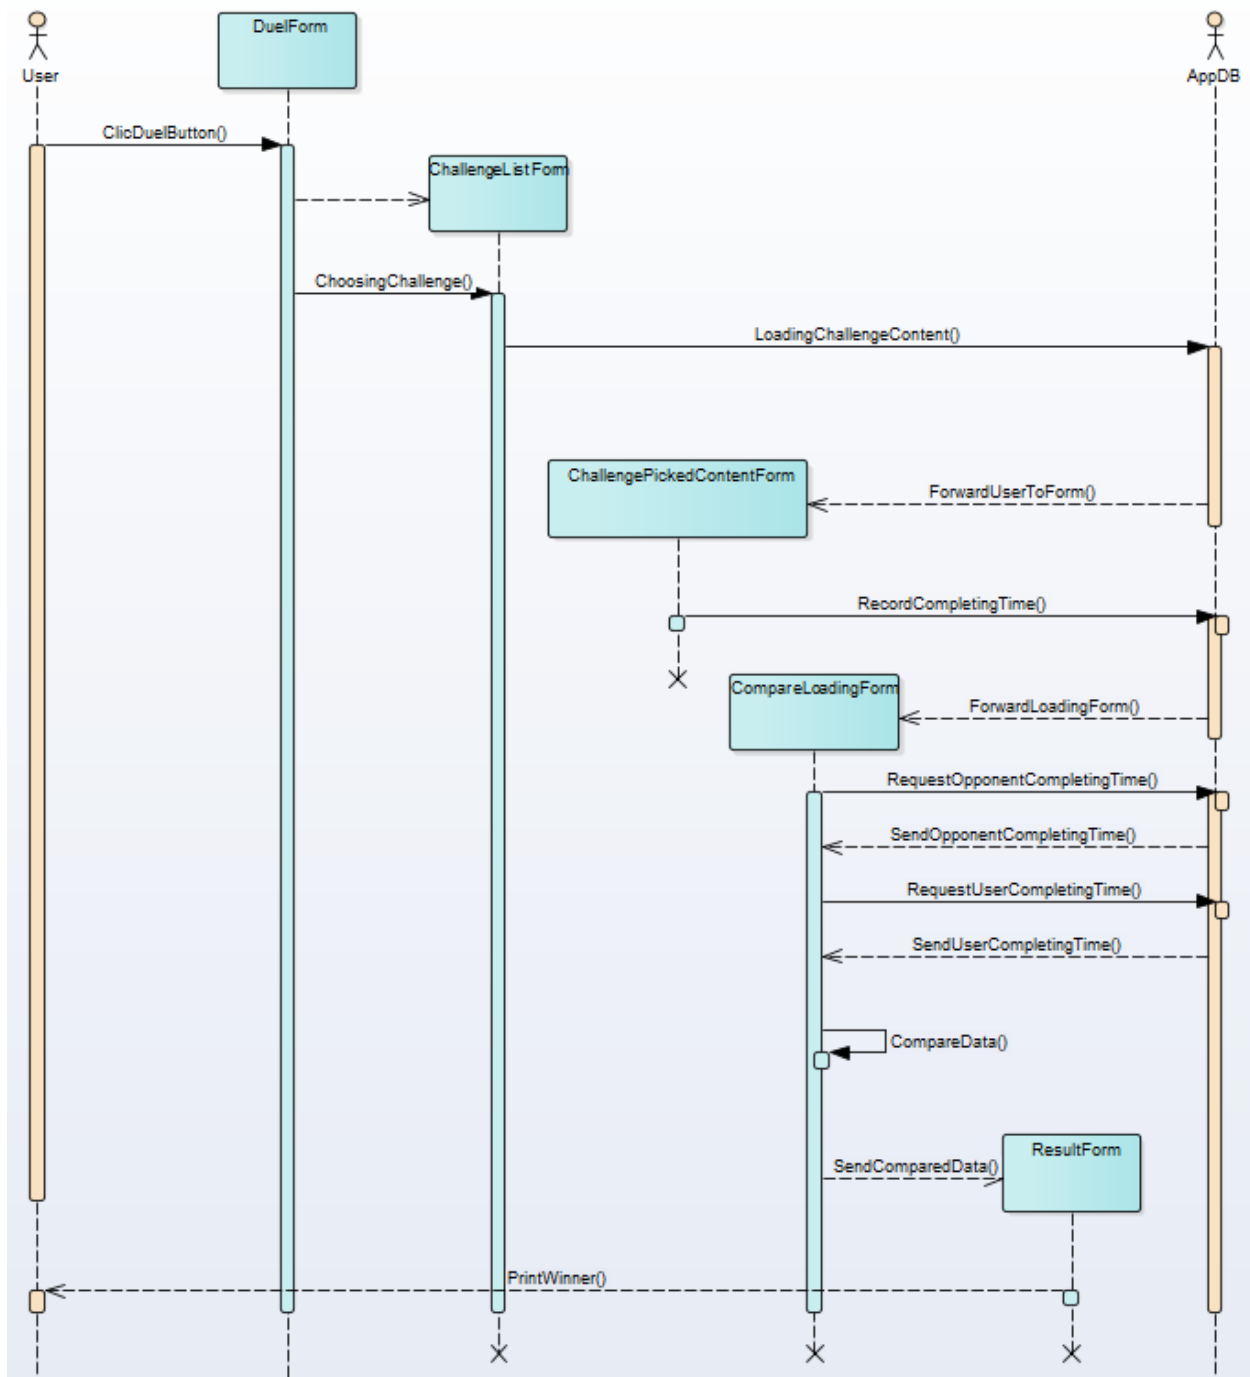 DuelForm
User
AppDB
ClicDuelButton()
ChallengeListForm
ChoosingChallenge()
LoadingChallengeContent()
ChallengePickedContentForm
ForwardUserToForm()
RecordCompletingTime()
CompareLoadingForm
ForwardLoadingForm()
RequestOpponentCompletingTime()
SendOpponentCompletingTime()
RequestUserCompletingTime()
SendUserCompletingTime()
CompareData()
ResultForm
SendComparedData()
PrintWinner()